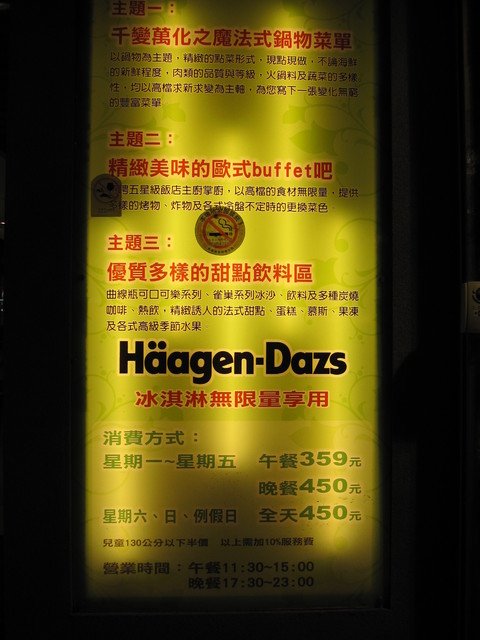 主題一：
千變萬化之魔法式鍋物菜單
以鍋物為主題，精緻的點菜形式，現點現做，不論海鮮
的新鮮程度，肉類的品質與等級，火鍋料及蔬菜的多樣
性，均以高檔求新求變為主軸，為您寫下一張變化無窮
的豐富菜單
主題二：
精緻美味的歐式buffet吧
聘五星級飯店主廚掌廚，以高檔的食材無限量，提供
多樣的烤物、炸物及各式冷盤不定時的更換菜色。
主題三：
優質多樣的甜點飲料區
曲線瓶可口可樂系列、雀巢系列冰沙、飲料及多種炭燒
咖啡、熱飲，精緻誘人的法式甜點、蛋糕、慕斯、果凍
及各式高級季節水果
Häagen-Dazs
冰淇淋無限量享用
消費方式：
星期一~星期五 午餐359元
晚餐450元
星期六、日、例假日 全天450元
兒童130公分以下半價 以上需加10%服務費
營業時間：午餐11:30~15:00
晚餐17:30~23:00